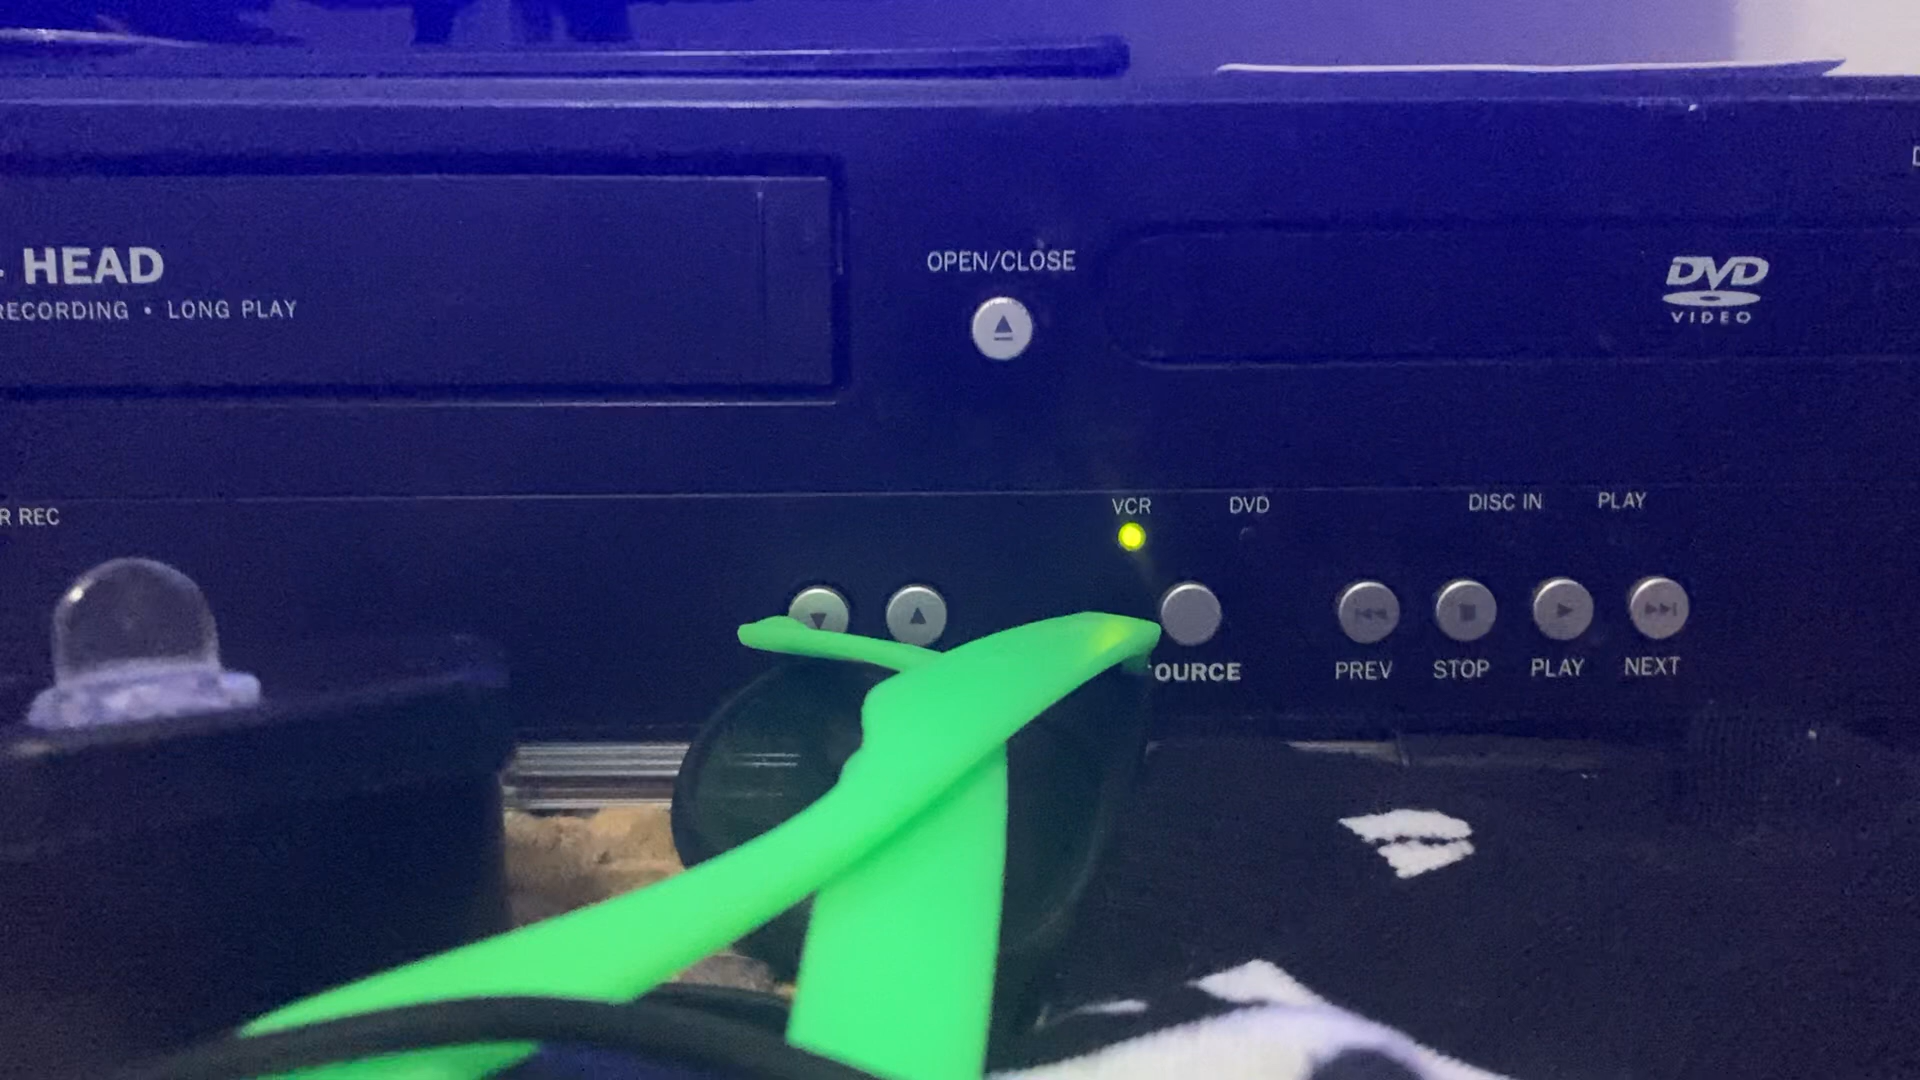 HEAD
RECORDING • LONG PLAY
OPEN/CLOSE
DVD
VIDEO
R REC
VCR
DVD
DISC IN
PLAY
OURCE
PREV
STOP
PLAY
NEXT